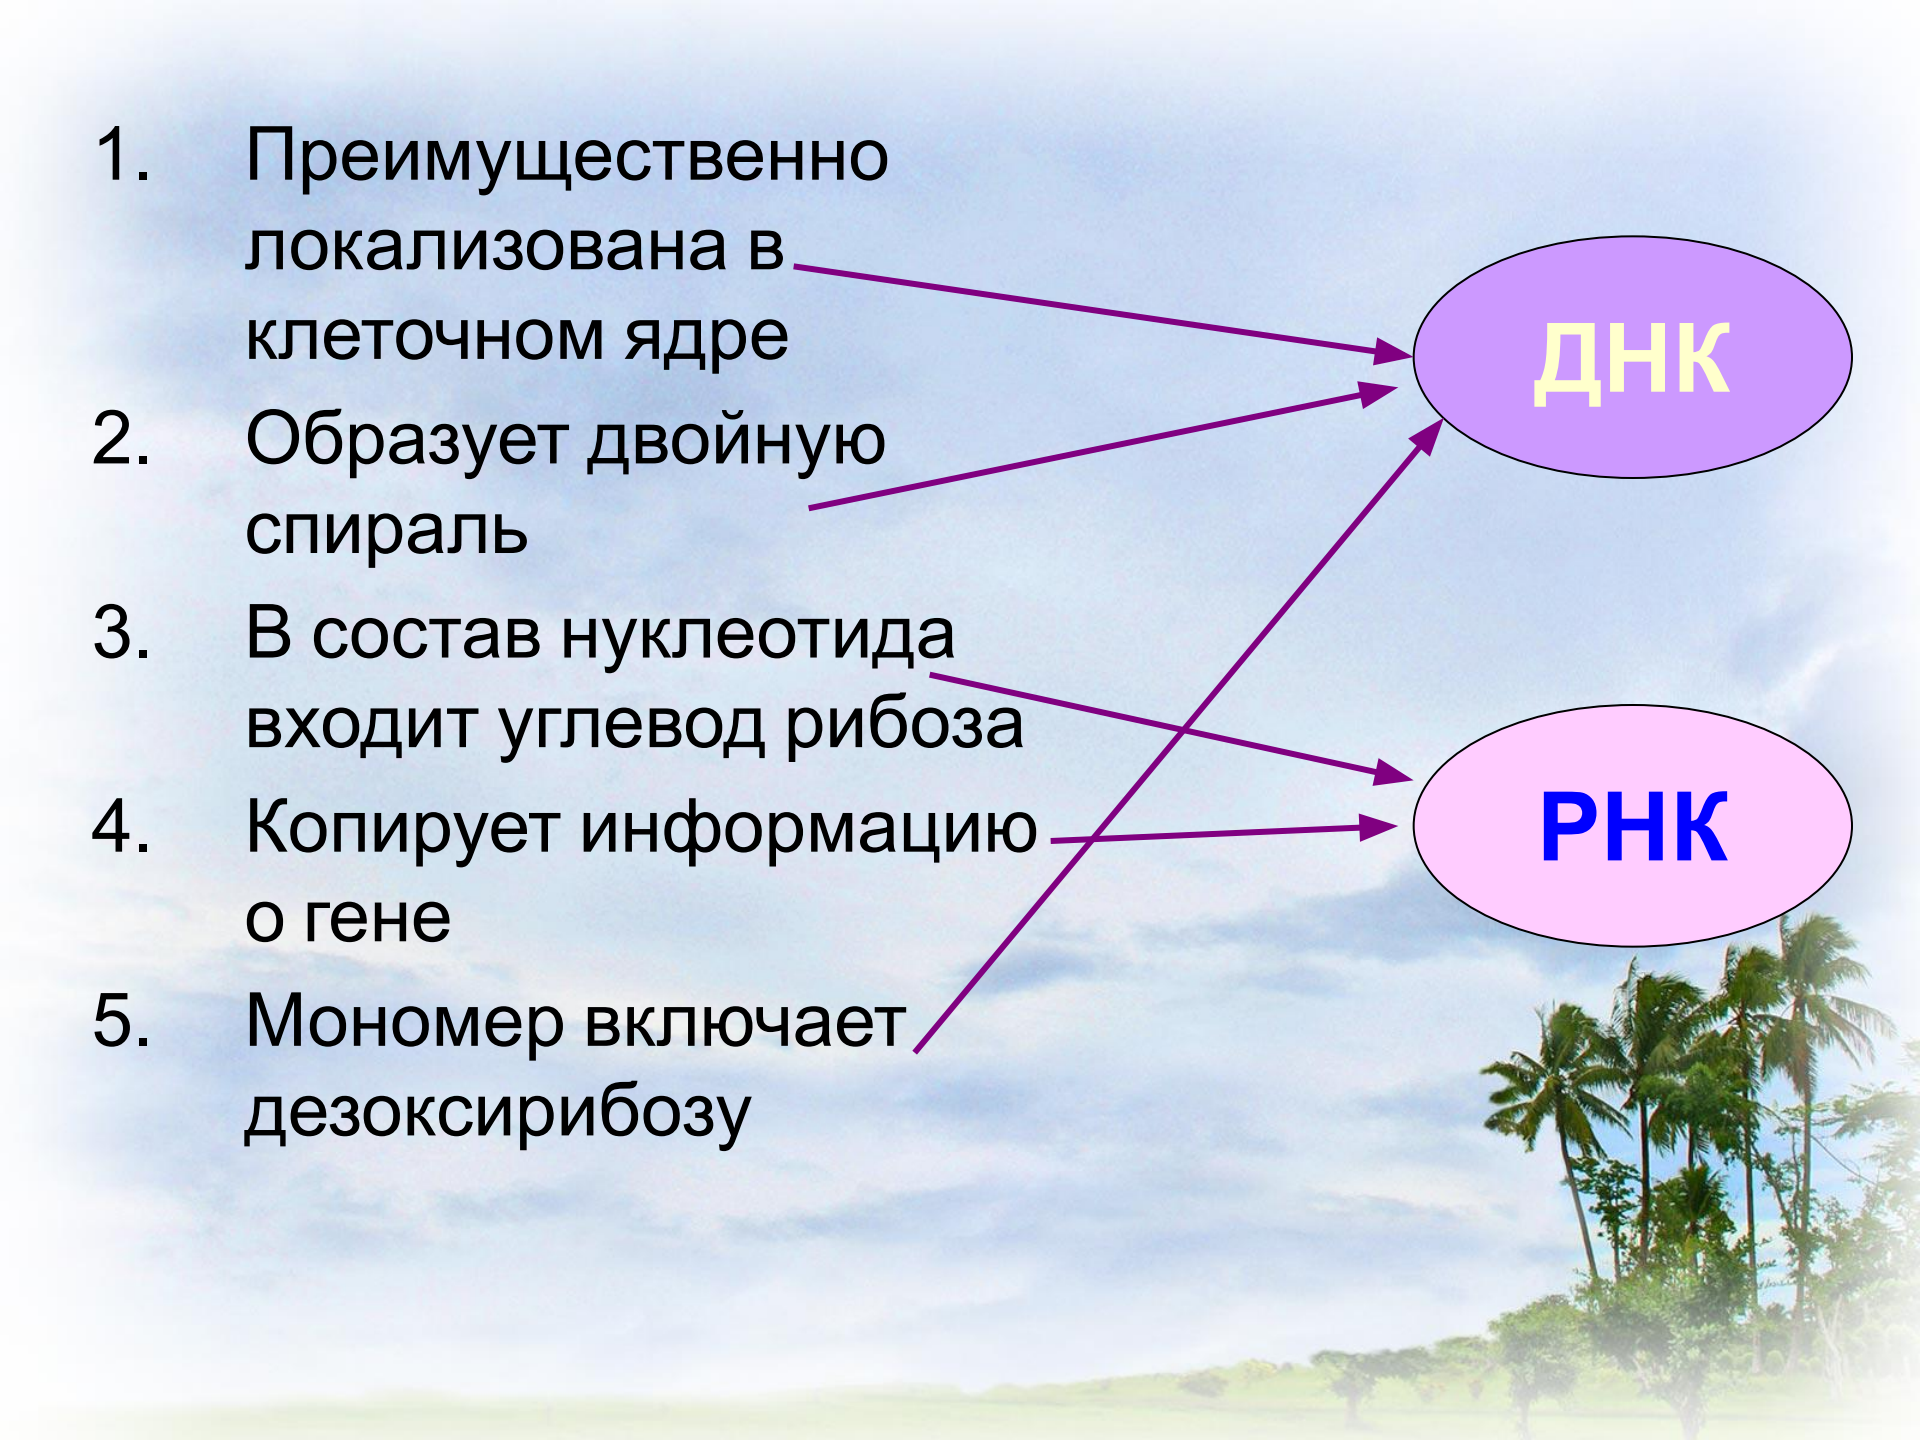 1. Преимущественно
локализована в
клеточном ядре
2. Образует двойную
спираль
3. В состав нуклеотида
входит углевод рибоза
4. Копирует информацию
о гене
5. Мономер включает
дезоксирибозу
ДНК
РНК